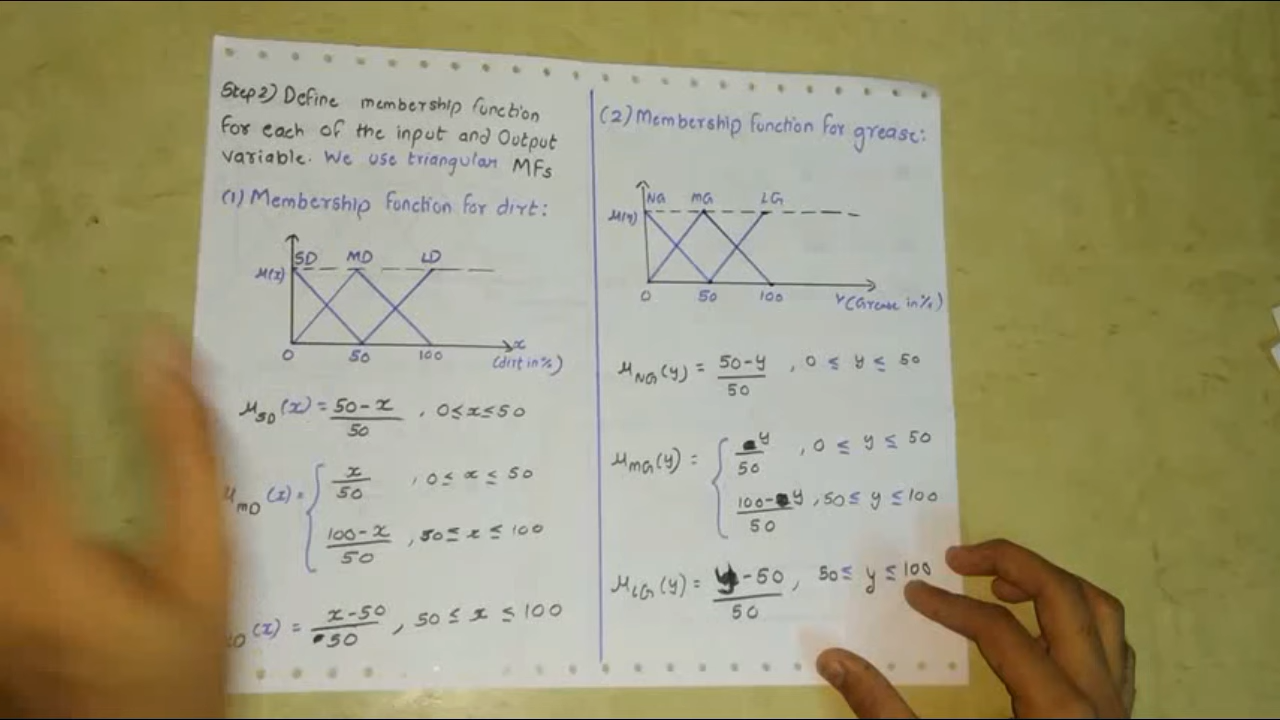 Step 2) Define membership function
for each of the input and Output
variable. We use triangular MFs
(1) Membership function for dirt:
SD MD LD
μ(x)
0 50 100 x
(dirt in %)
μSD(x) = 50-x / 50 , 0≤x≤50
μMD(x) = { x / 50 , 0 ≤ x ≤ 50
100-x / 50 , 50 ≤ x ≤ 100
D(x) = x-50 / 50 , 50 ≤ x ≤ 100
(2) Membership function for grease:
NG MG LG
μ(y)
0 50 100 Y(Grease in %)
μNG(y) = 50-y / 50 , 0 ≤ y ≤ 50
μMG(y) = { y / 50 , 0 ≤ y ≤ 50
100-y / 50 , 50 ≤ y ≤ 100
μLG(y) = y-50 / 50 , 50 ≤ y ≤ 100